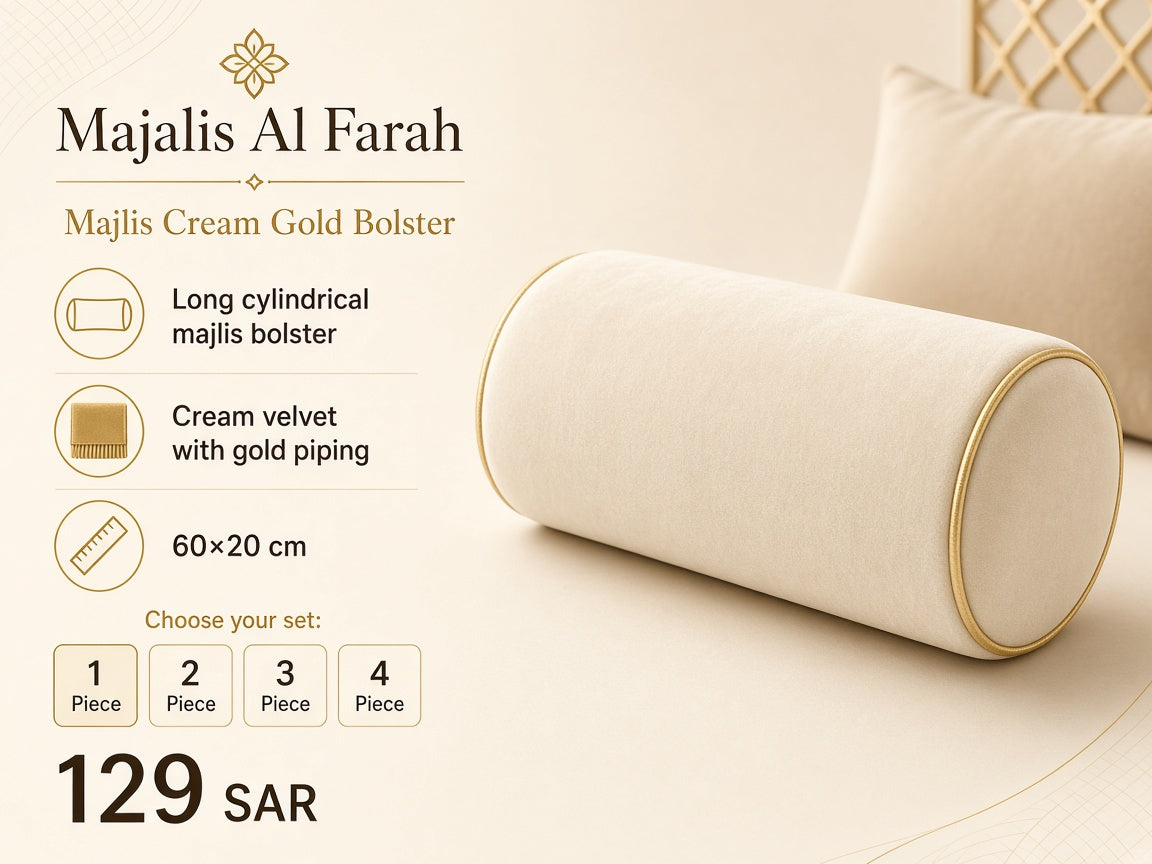 Majalis Al Farah
Majlis Cream Gold Bolster
Long cylindrical
majlis bolster
Cream velvet
with gold piping
60×20 cm
Choose your set:
1
Piece
2
Piece
3
Piece
4
Piece
129 SAR